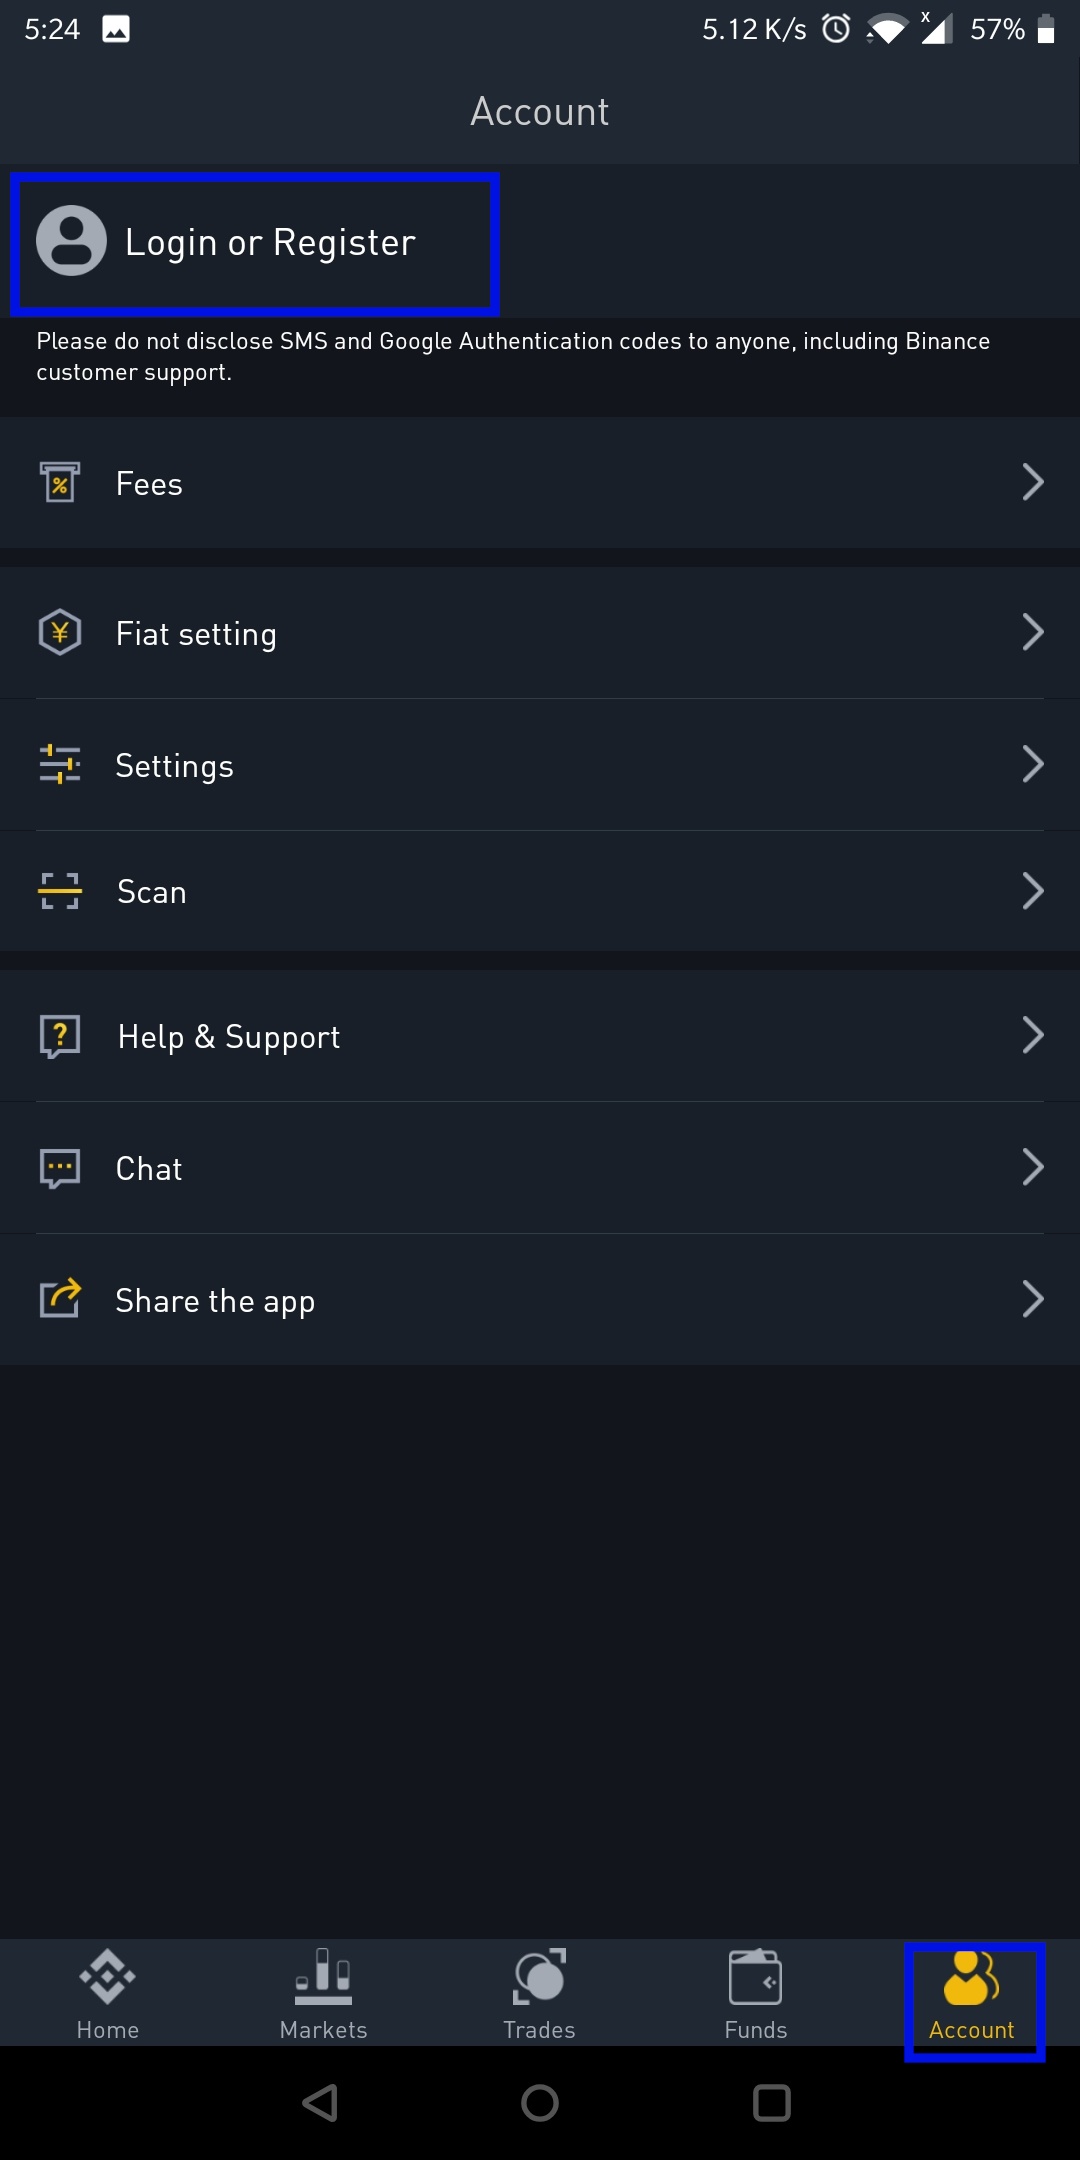 5:24 5.12 K/s x 57%
Account
Login or Register
Please do not disclose SMS and Google Authentication codes to anyone, including Binance
customer support.
% Fees
¥ Fiat setting
Settings
Scan
? Help & Support
Chat
Share the app
Home Markets Trades Funds Account